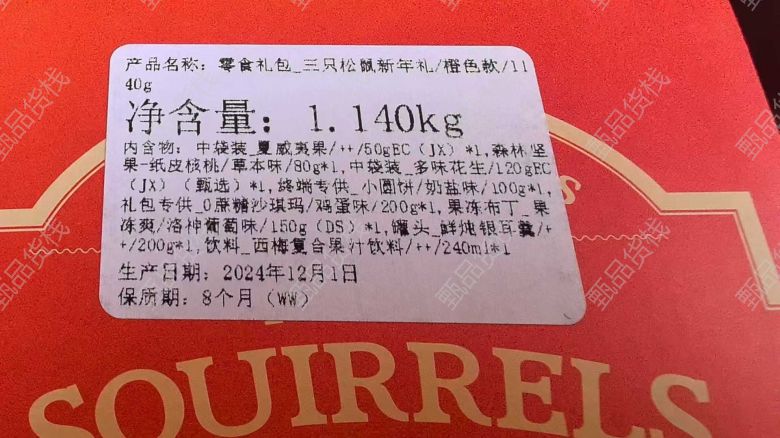 产品名称：零食礼包_三只松鼠新年礼/橙色款/11
40g
净含量：1.140kg
内含物：中袋装_夏威夷果/++/50gEC（JX）*1,森林坚
果-纸皮核桃/草本味/80g*1,中袋装_多味花生/120gEC
（JX）（甄选）*1,终端专供_小圆饼/奶盐味/100g*1,
礼包专供_0蔗糖沙琪玛/鸡蛋味/200g*1,果冻布丁_果
冻爽/洛神葡萄味/150g（DS）*1,罐头_鲜炖银耳羹/+
+/200g*1,饮料_西梅复合果汁饮料/++/240ml*1
生产日期：2024年12月1日
保质期：8个月（WW）
SQUIRRELS
甄品货栈